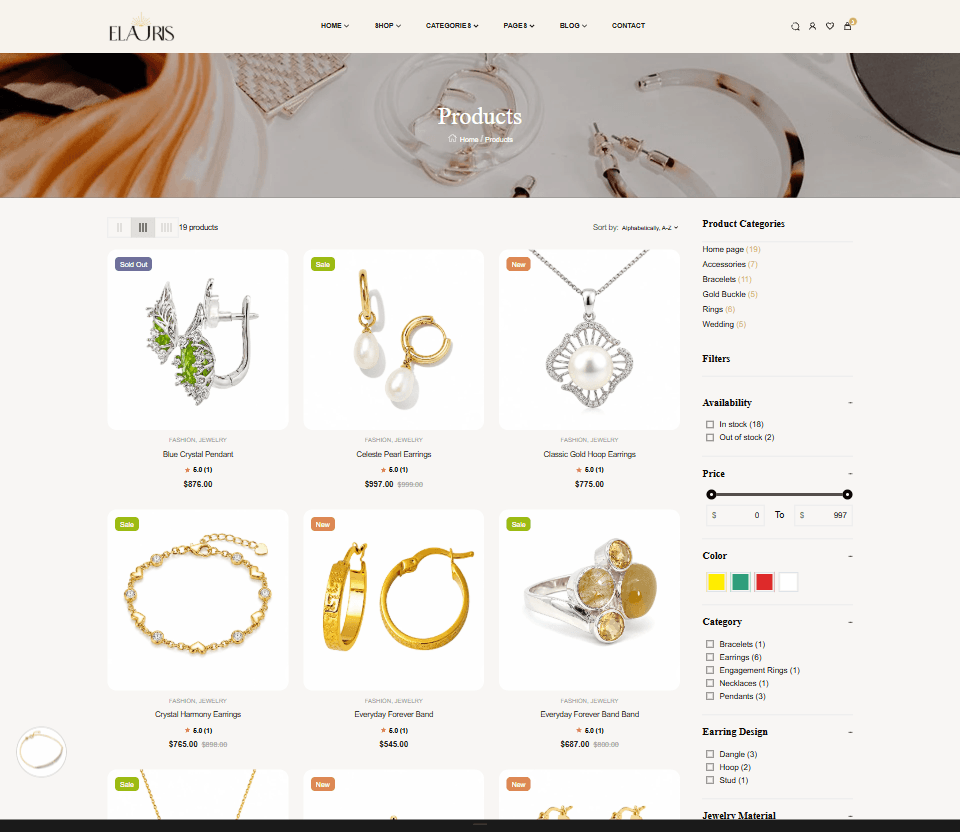 ELAURIS
HOME
SHOP
CATEGORIES
PAGES
BLOG
CONTACT
Products
Home / Products
19 products
Sort by: Alphabetically, A-Z
Sold Out
Sale
New
FASHION, JEWELRY
FASHION, JEWELRY
FASHION, JEWELRY
Blue Crystal Pendant
Celeste Pearl Earrings
Classic Gold Hoop Earrings
5.0 (1)
5.0 (1)
5.0 (1)
$876.00
$997.00 $999.00
$775.00
Sale
New
Sale
FASHION, JEWELRY
FASHION, JEWELRY
FASHION, JEWELRY
Crystal Harmony Earrings
Everyday Forever Band
Everyday Forever Band Band
5.0 (1)
5.0 (1)
5.0 (1)
$765.00 $898.00
$545.00
$687.00 $800.00
Sale
New
New
Product Categories
Home page (19)
Accessories (7)
Bracelets (11)
Gold Buckle (5)
Rings (6)
Wedding (5)
Filters
Availability
In stock (18)
Out of stock (2)
Price
$ 0 To $ 997
Color
Category
Bracelets (1)
Earrings (6)
Engagement Rings (1)
Necklaces (1)
Pendants (3)
Earring Design
Dangle (3)
Hoop (2)
Stud (1)
Jewelry Material